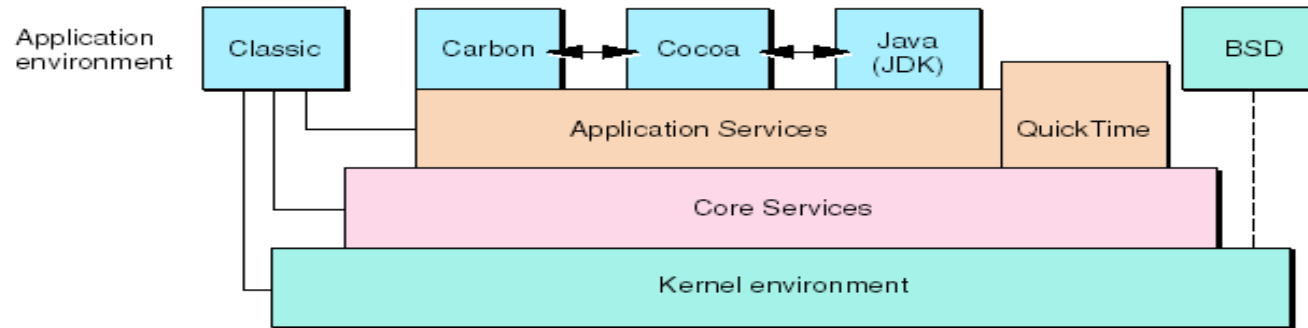 Application
environment
Classic
Carbon
Cocoa
Java
(JDK)
BSD
Application Services
QuickTime
Core Services
Kernel environment